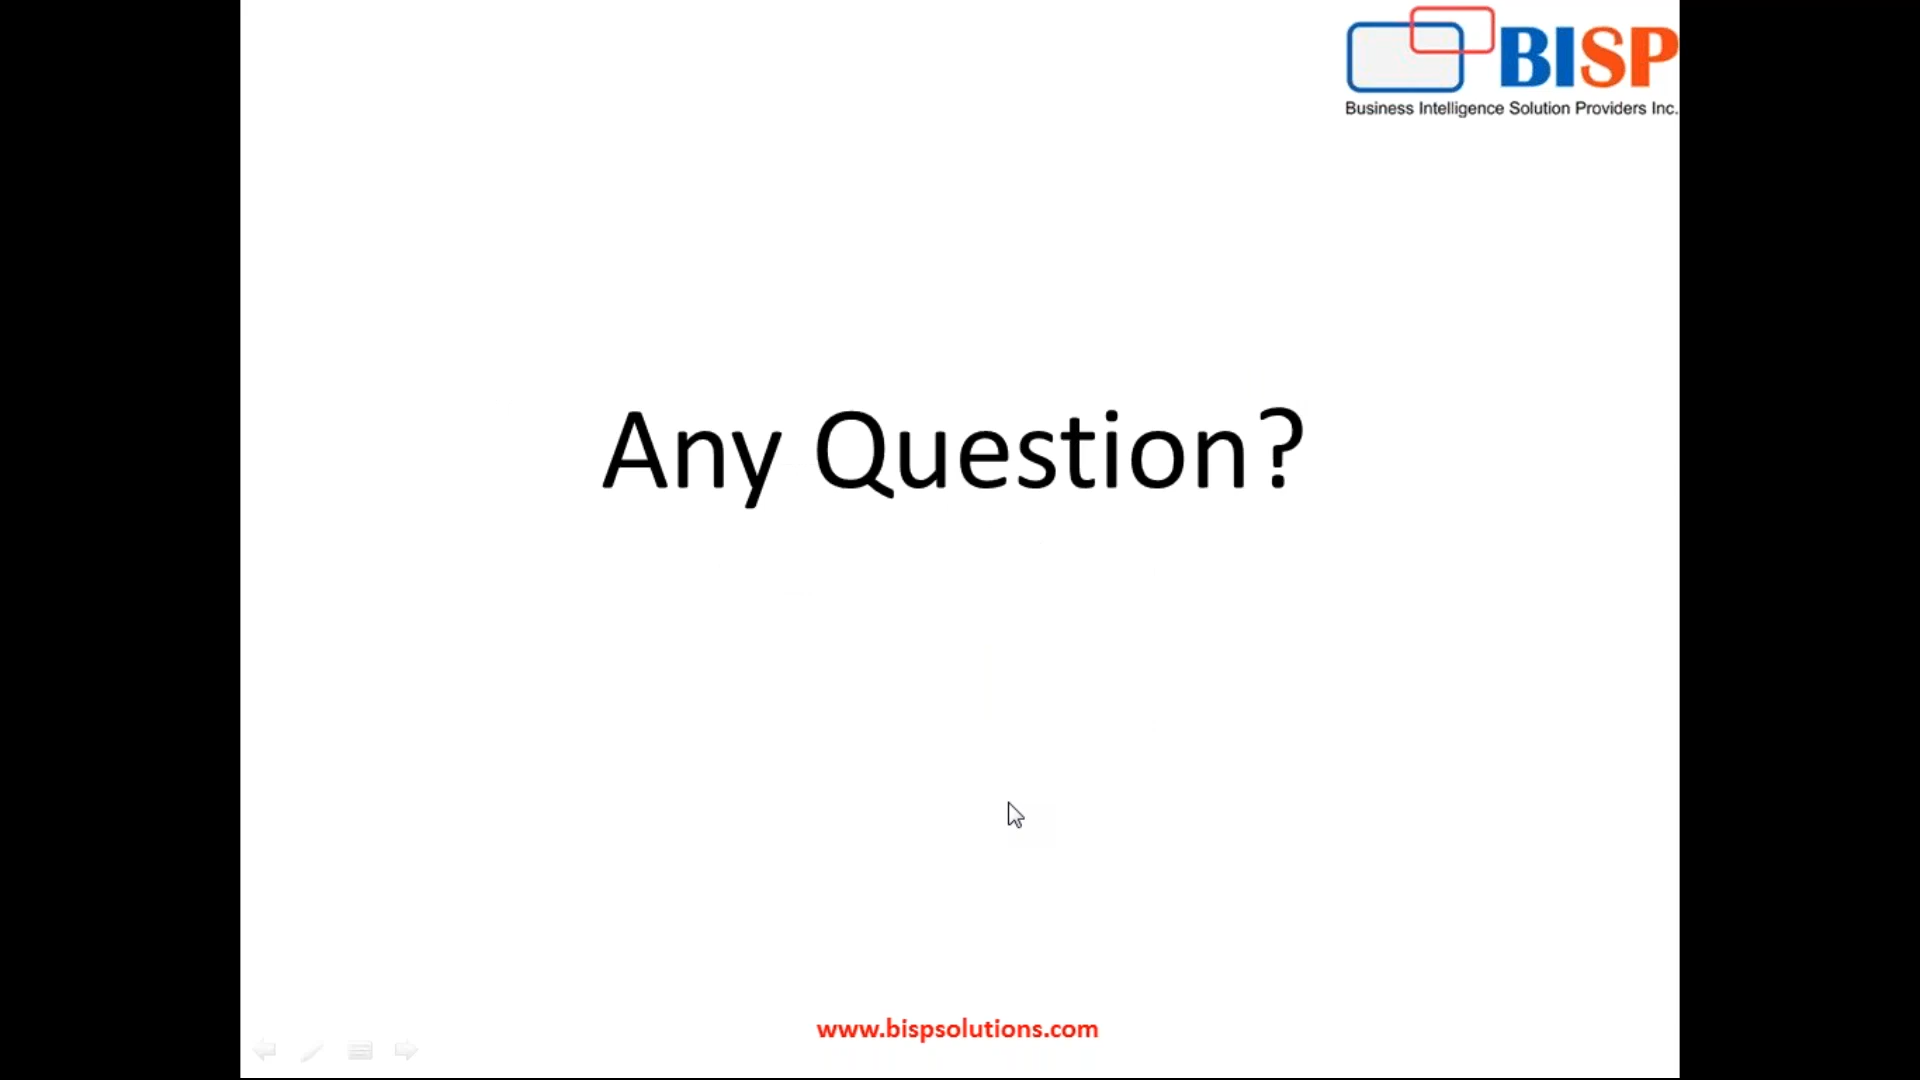 BISP
Business Intelligence Solution Providers Inc.
Any Question?
www.bispsolutions.com